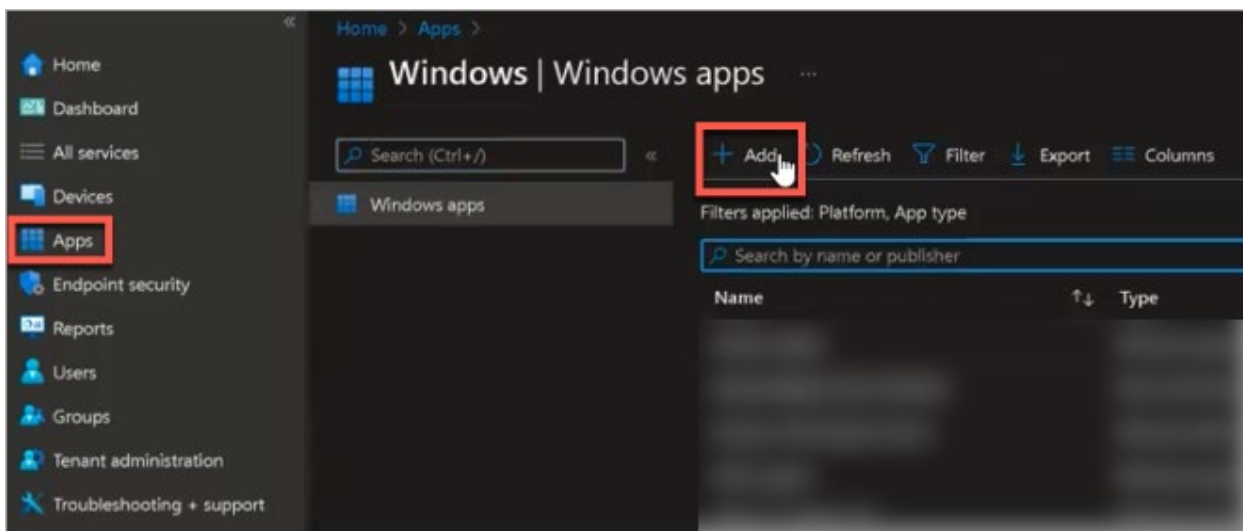 Home > Apps >
Windows | Windows apps ...
Home
Dashboard
All services
Devices
Apps
Endpoint security
Reports
Users
Groups
Tenant administration
Troubleshooting + support
Search (Ctrl+/)
Windows apps
Add Refresh Filter Export Columns
Filters applied: Platform, App type
Search by name or publisher
Name Type